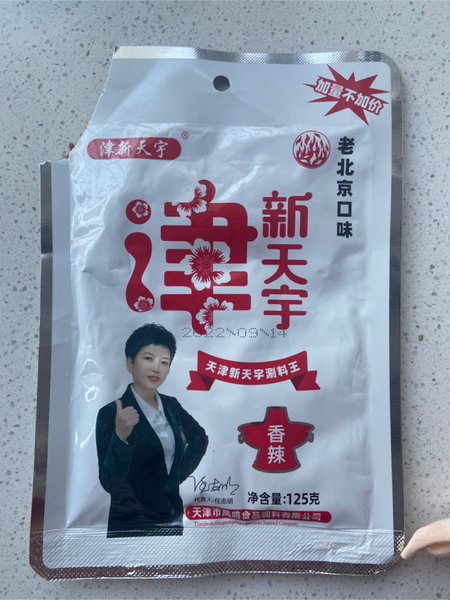 加量不加价
津新天宇®
老北京口味
津新天宇
2022 09 14
天津新天宇涮料王
香辣
代表人:任志明
净含量:125克
天津市凤鸣食品调料有限公司